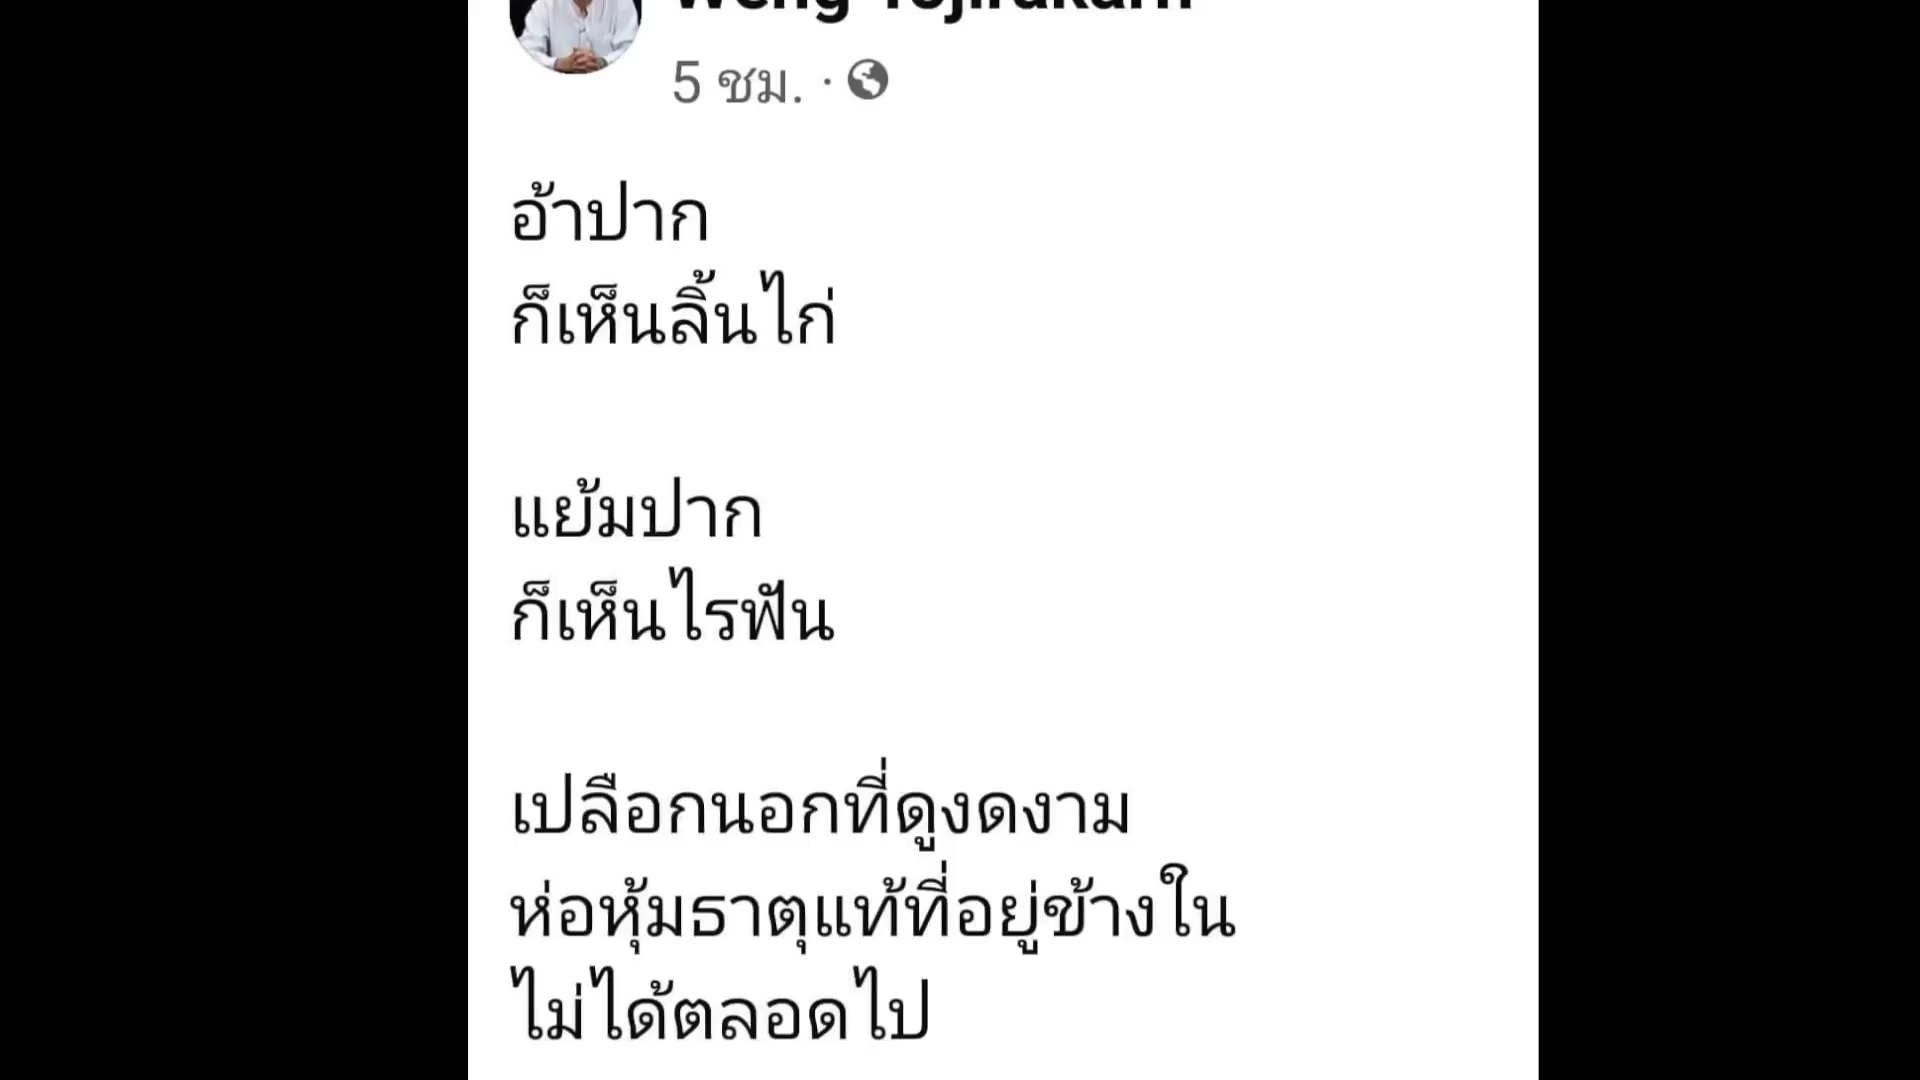 Weng Tojirakarn
5 ชม. ·
อ้าปาก
ก็เห็นลิ้นไก่
แย้มปาก
ก็เห็นไรฟัน
เปลือกนอกที่ดูงดงาม
ห่อหุ้มธาตุแท้ที่อยู่ข้างใน
ไม่ได้ตลอดไป